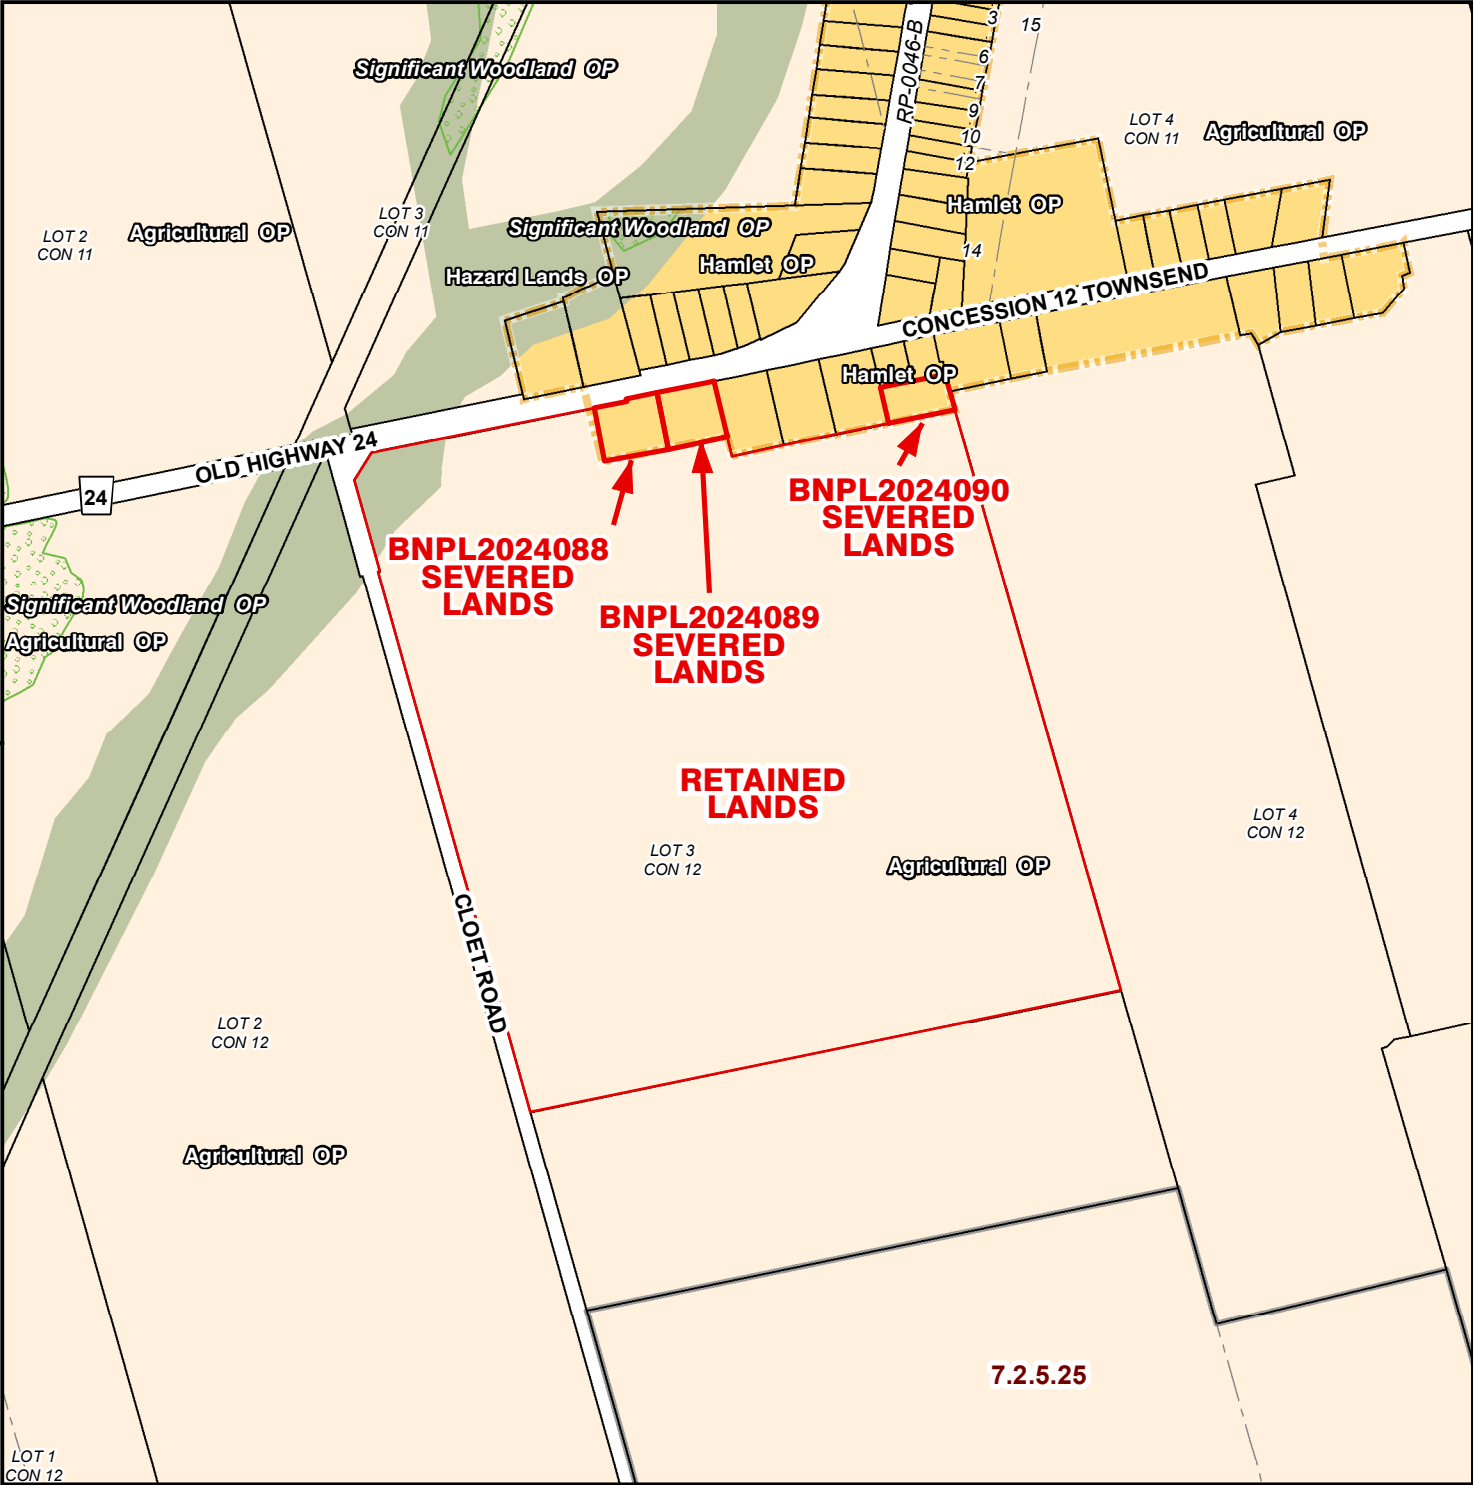 3
15
Significant Woodland OP
6
RP-0046-B
7
9
LOT 4
CON 11
Agricultural OP
10
12
Hamlet OP
LOT 3
CON 11
Agricultural OP
LOT 2
CON 11
Significant Woodland OP
14
Hamlet OP
Hazard Lands OP
CONCESSION 12 TOWNSEND
Hamlet OP
OLD HIGHWAY 24
24
BNPL2024090
SEVERED
LANDS
BNPL2024088
SEVERED
LANDS
BNPL2024089
SEVERED
LANDS
Significant Woodland OP
Agricultural OP
RETAINED
LANDS
LOT 4
CON 12
LOT 3
CON 12
Agricultural OP
CLOET ROAD
LOT 2
CON 12
Agricultural OP
7.2.5.25
LOT 1
CON 12